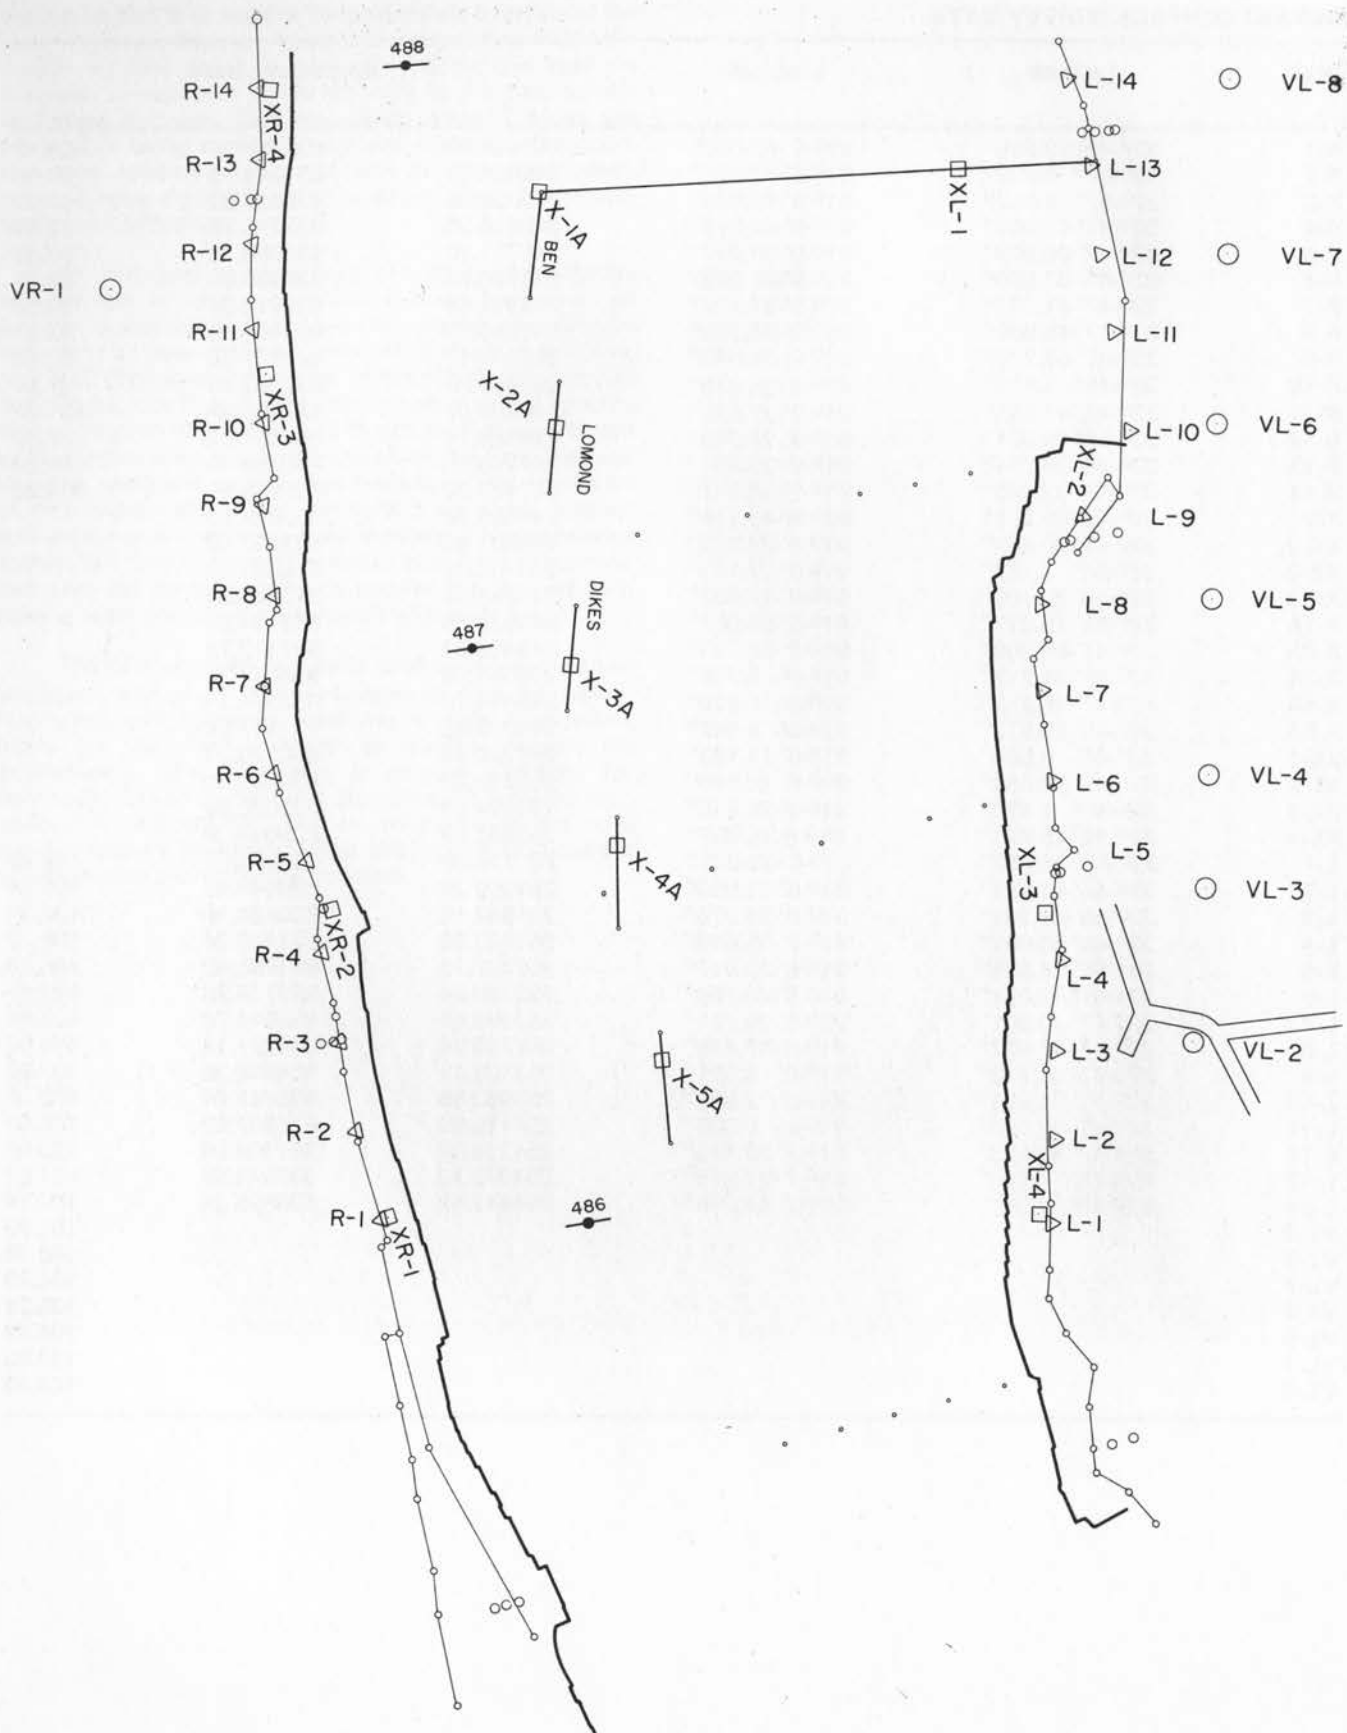 488
R-14
XR-4
L-14
VL-8
R-13
L-13
X-1A
XL-1
BEN
R-12
L-12
VL-7
VR-1
R-11
L-11
XR-3
X-2A
R-10
LOMOND
L-10
VL-6
XL-2
R-9
L-9
R-8
DIKES
L-8
VL-5
487
R-7
X-3A
L-7
R-6
L-6
VL-4
R-5
X-4A
L-5
XL-3
VL-3
XR-2
R-4
L-4
R-3
L-3
VL-2
X-5A
R-2
L-2
XL-4
R-1
XR-1
486
L-1